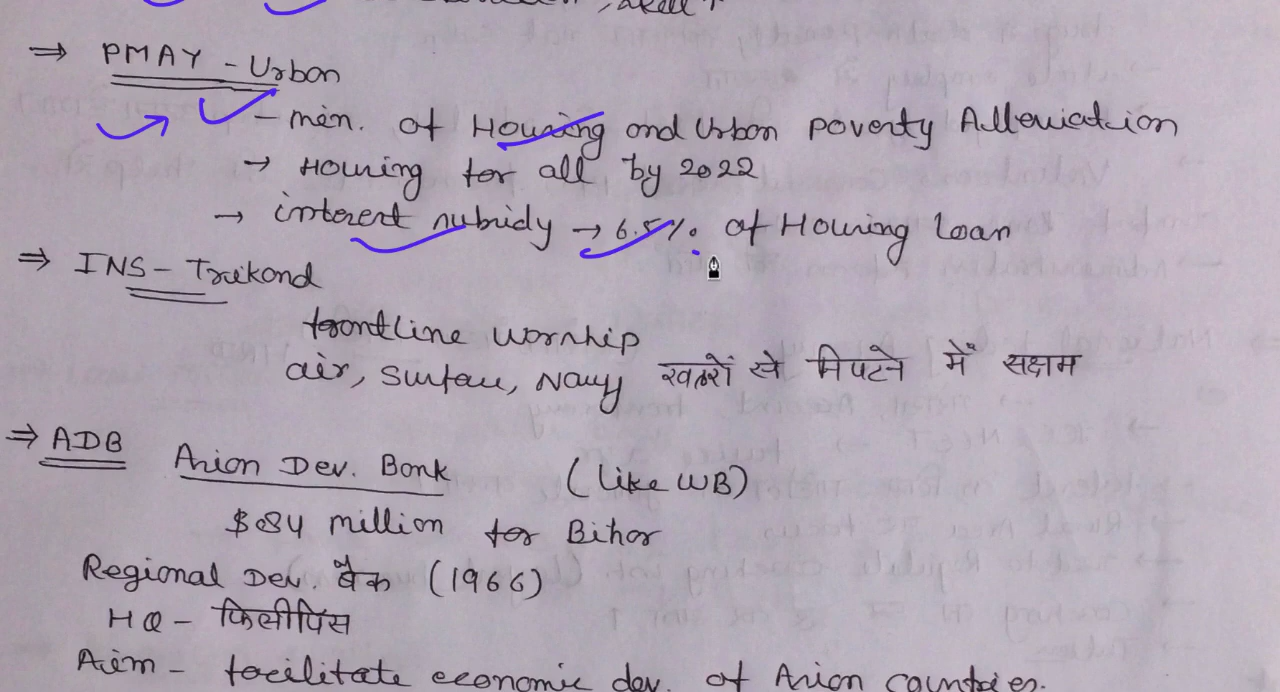 ⇒ PMAY - Urban
- min. of Housing and Urban poverty Alleviation
→ Housing for all by 2022
→ interest subsidy → 6.5% of Housing loan
⇒ INS - Trikand
frontline warship
air, surface, Navy खतरों से निपटने में सक्षम
⇒ ADB Asian Dev. Bank (like WB)
million for Bihar
Regional Dev. बैंक (1966)
HQ - फिलीपिंस
Aim - facilitate economic dev. of Asian countries.